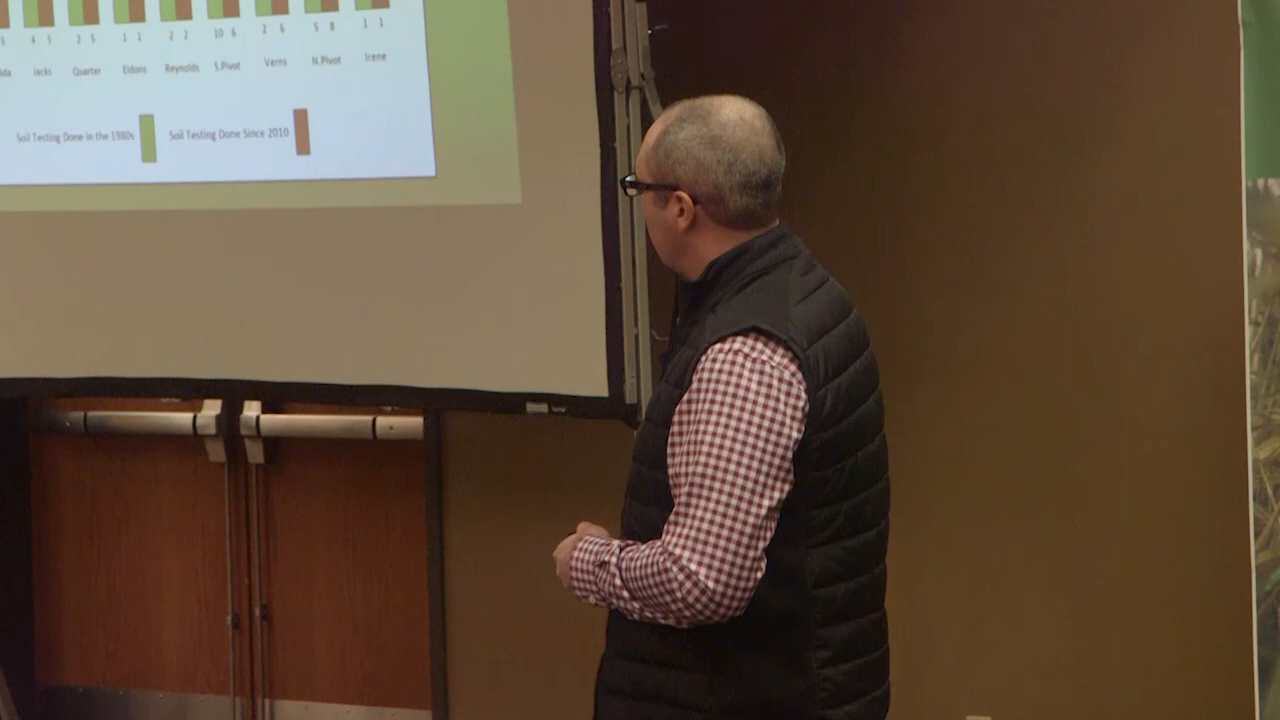 5 4 5 2 5 1 1 2 2 10 6 2 6 5 8 1 1
Jacks Quarter Eldons Reynolds S.Pivot Verns N.Pivot Irene
Soil Testing Done in the 1980s Soil Testing Done Since 2010